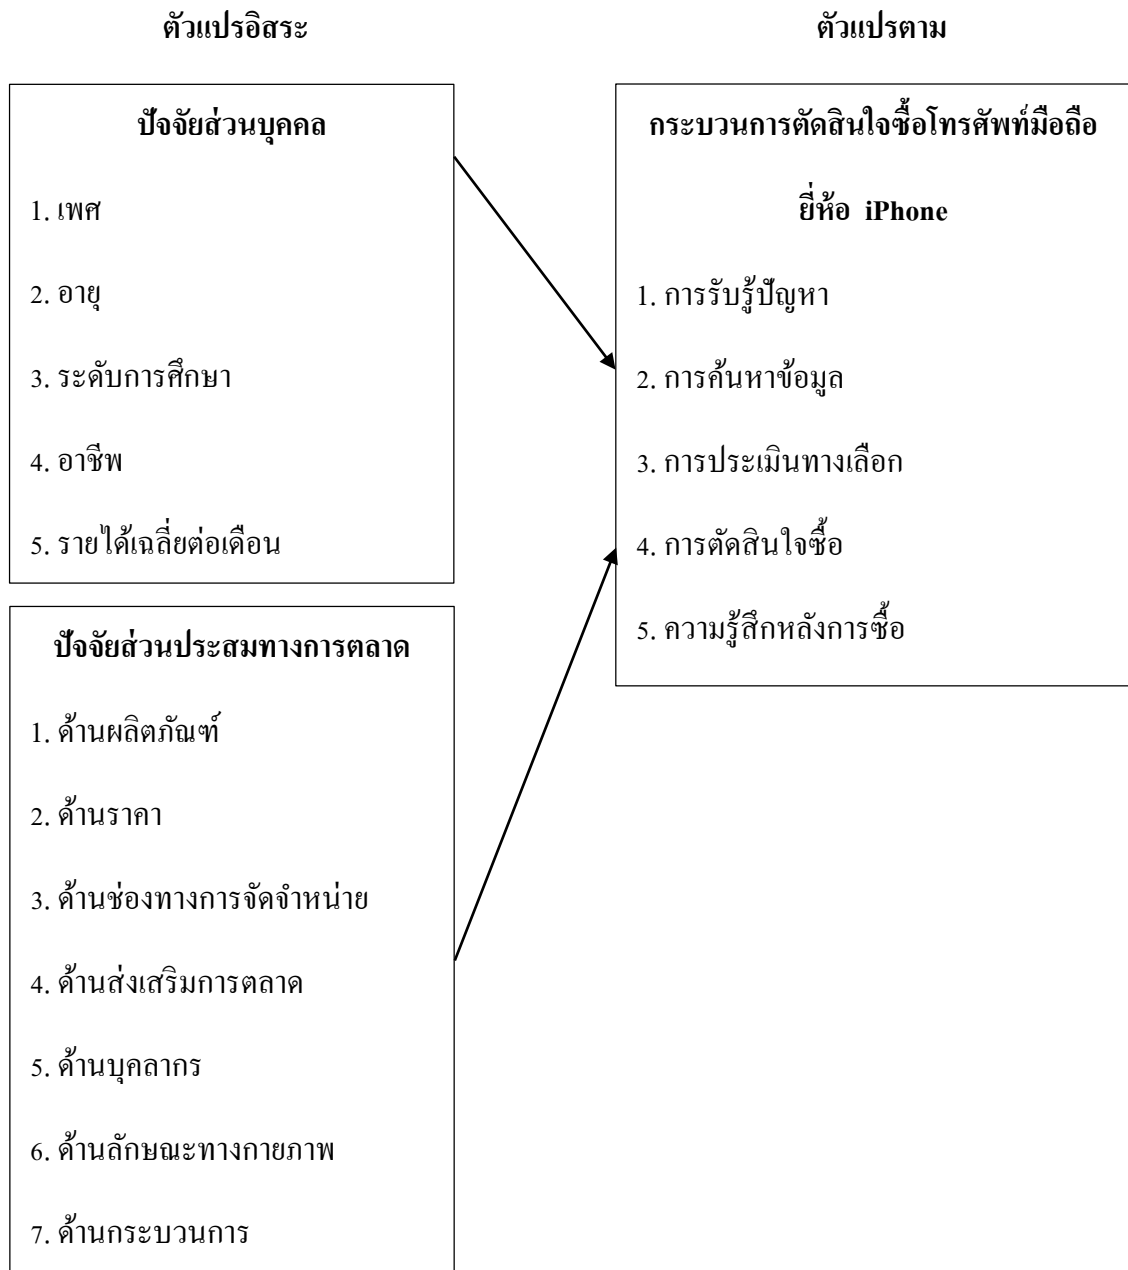 ตัวแปรอิสระ
ตัวแปรตาม
ปัจจัยส่วนบุคคล
1. เพศ
2. อายุ
3. ระดับการศึกษา
4. อาชีพ
5. รายได้เฉลี่ยต่อเดือน
ปัจจัยส่วนประสมทางการตลาด
1. ด้านผลิตภัณฑ์
2. ด้านราคา
3. ด้านช่องทางการจัดจำหน่าย
4. ด้านส่งเสริมการตลาด
5. ด้านบุคลากร
6. ด้านลักษณะทางกายภาพ
7. ด้านกระบวนการ
กระบวนการตัดสินใจซื้อโทรศัพท์มือถือ
ยี่ห้อ iPhone
1. การรับรู้ปัญหา
2. การค้นหาข้อมูล
3. การประเมินทางเลือก
4. การตัดสินใจซื้อ
5. ความรู้สึกหลังการซื้อ